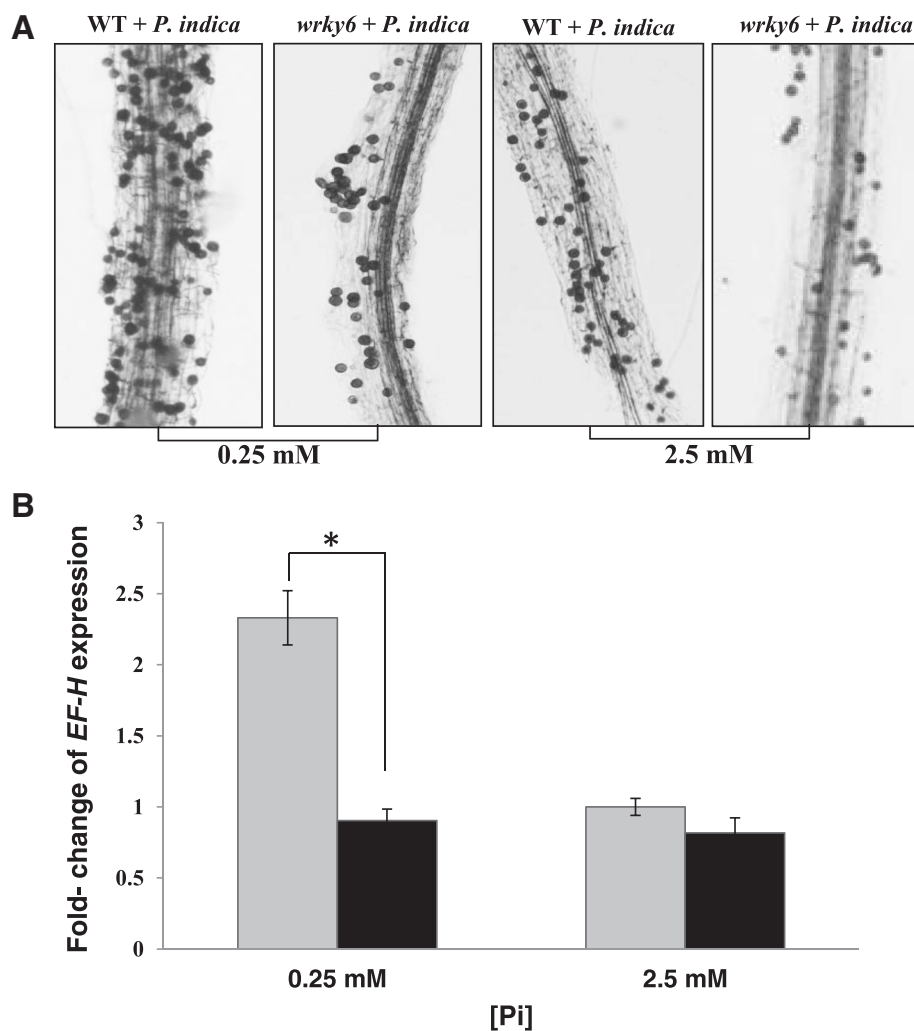 A
WT + P. indica
wrky6 + P. indica
WT + P. indica
wrky6 + P. indica
0.25 mM
2.5 mM
B
Fold- change of EF-H expression
3
2.5
2
1.5
1
0.5
0
*
0.25 mM
2.5 mM
[Pi]